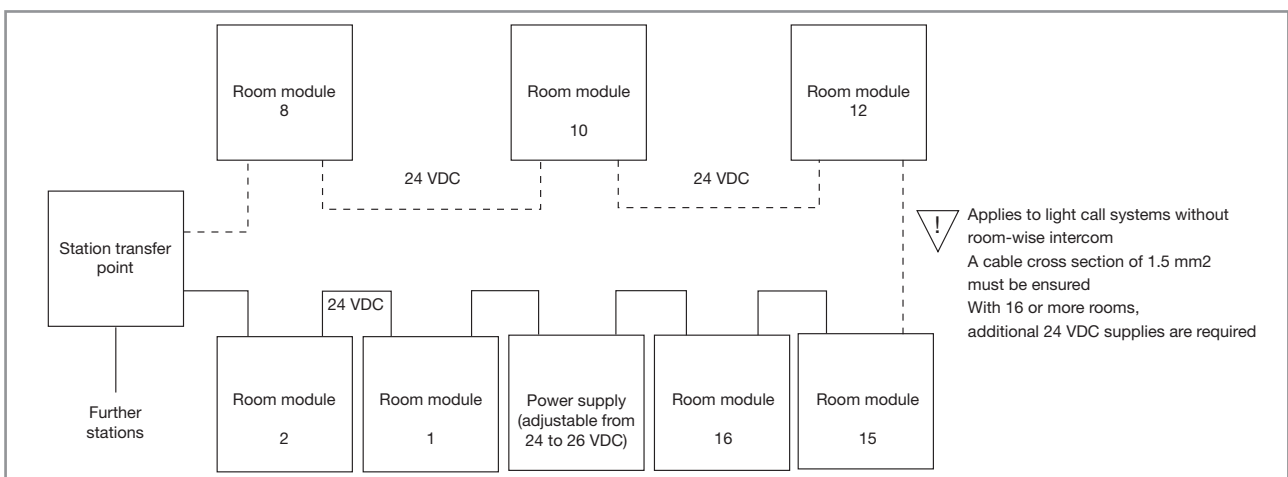 Room module
8
Room module
10
Room module
12
24 VDC
24 VDC
Station transfer
point
! Applies to light call systems without
room-wise intercom
A cable cross section of 1.5 mm2
must be ensured
With 16 or more rooms,
additional 24 VDC supplies are required
24 VDC
Further
stations
Room module
2
Room module
1
Power supply
(adjustable from
24 to 26 VDC)
Room module
16
Room module
15